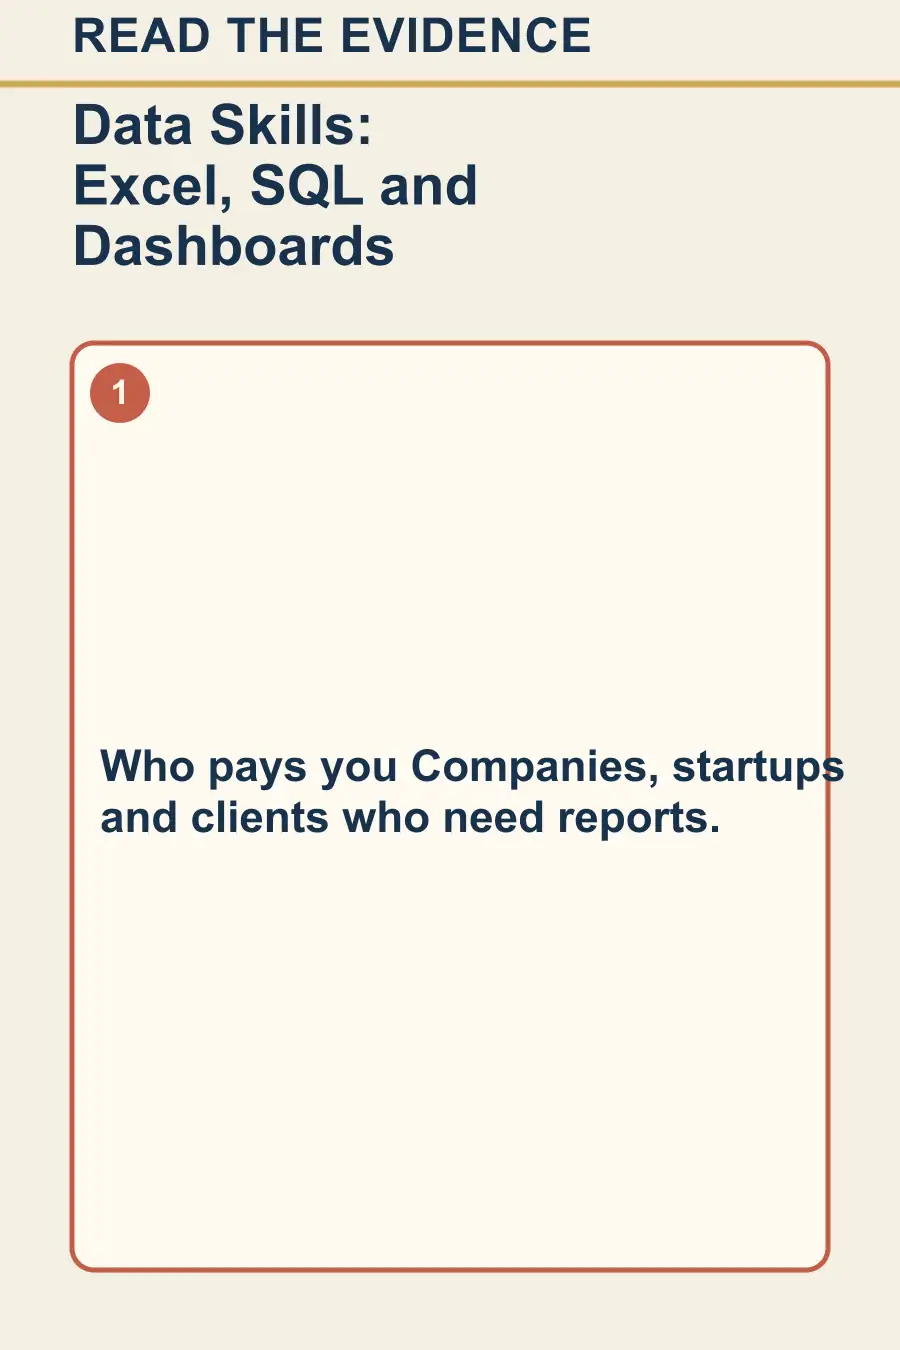 READ THE EVIDENCE
Data Skills:
Excel, SQL and
Dashboards
1
Who pays you Companies, startups
and clients who need reports.